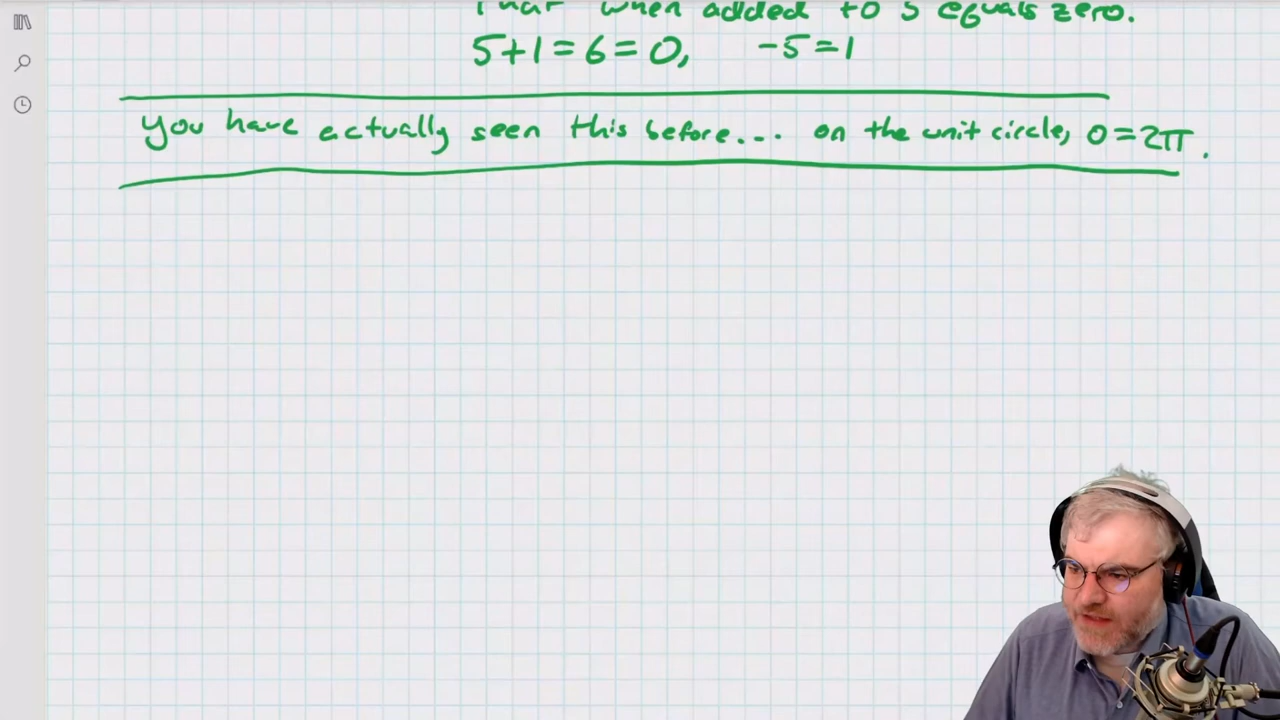 That when added to 5 equals zero.
5+1=6=0, -5=1
You have actually seen this before... on the unit circle, 0=2π.